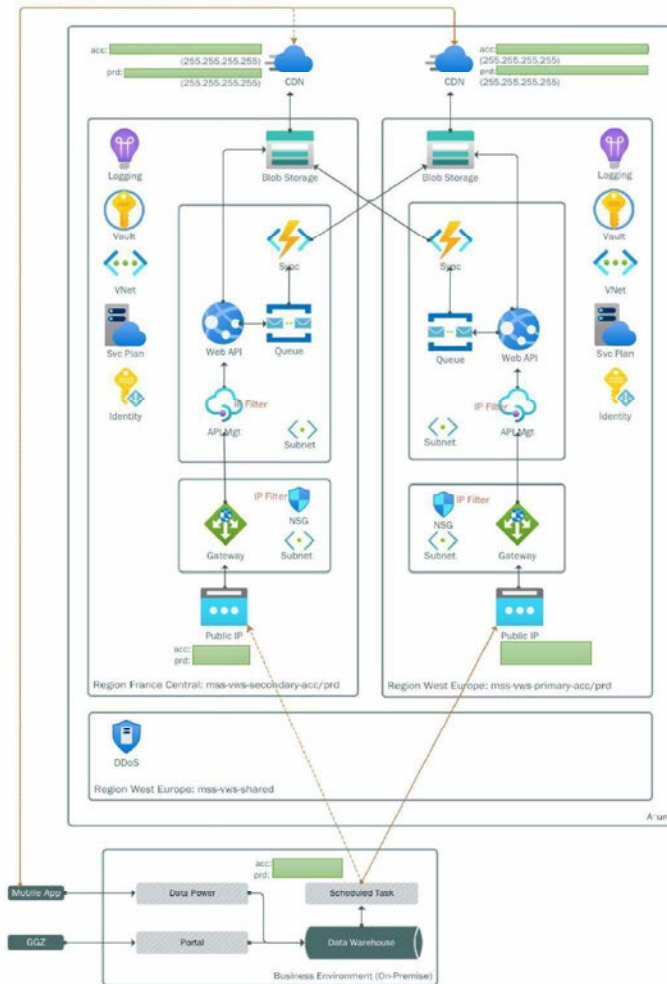 acc:
(255.255.255.255)
prd:
(255.255.255.255)
CDN
CDN
acc:
(255.255.255.255)
prd:
(255.255.255.255)
Logging
Vault
VNet
Svc Plan
Identity
Blob Storage
Sync
Web API
Queue
IP Filter
API Mgt
Subnet
IP Filter
NSG
Gateway
Subnet
Public IP
acc:
prd:
Region France Central: mss-vws-secondary-acc/prd
Blob Storage
Sync
Queue
Web API
IP Filter
API Mgt
Subnet
IP Filter
NSG
Subnet
Gateway
Public IP
Region West Europe: mss-vws-primary-acc/prd
Logging
Vault
VNet
Svc Plan
Identity
DDoS
Region West Europe: mss-vws-shared
acc:
prd:
Mobile App
Data Power
Scheduled Task
GGZ
Portal
Data Warehouse
Business Environment (On-Premise)